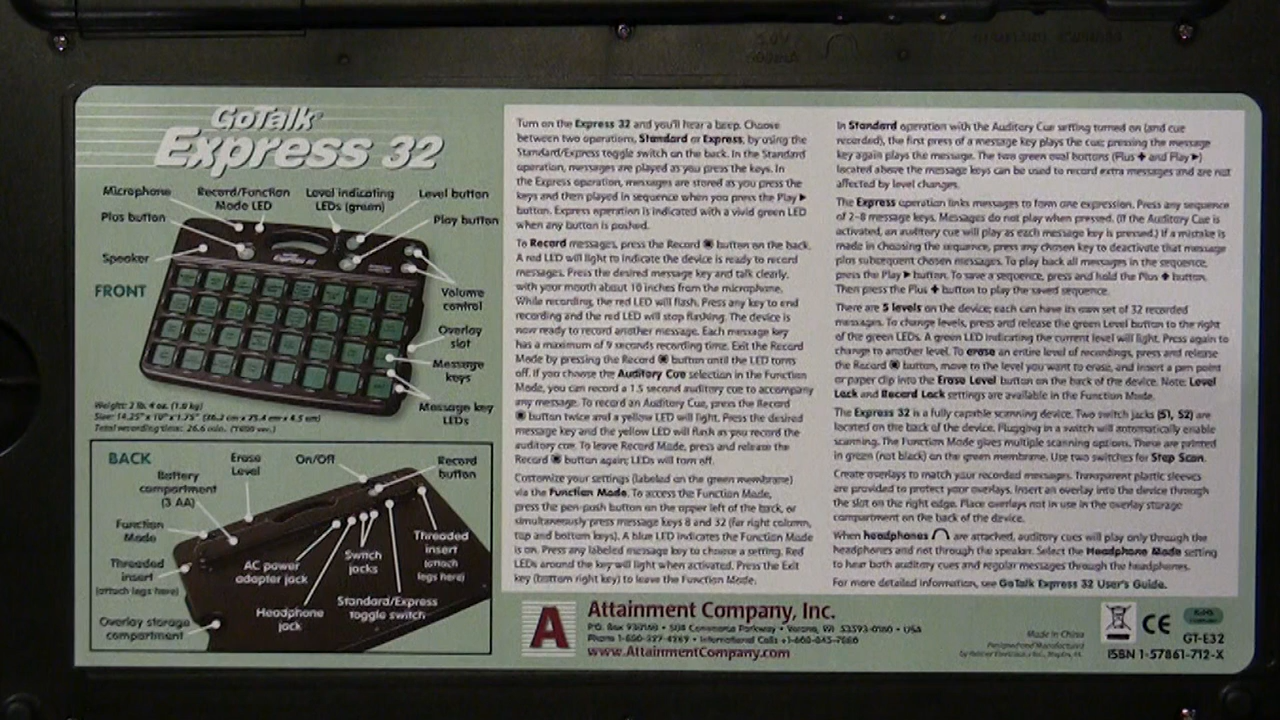 GoTalk
Express 32
Microphone
Record/Function
Mode LED
Level indicating
LEDs (green)
Level button
Plus button
Play button
Speaker
FRONT
Volume
control
Overlay
slot
Message
keys
Message key
LEDs
Weight: 2 lb. 4 oz. (1.0 kg)
Total recording time: 26.6 min.
BACK
Erase
Level
On/Off
Record
button
Battery
compartment
(3 AA)
Function
Mode
Threaded
insert
(attach legs here)
Overlay storage
compartment
AC power
adapter jack
Switch
jacks
Threaded
insert
(attach
legs here)
Headphone
jack
Standard/Express
toggle switch
Turn on the Express 32 and you'll hear a beep. Choose
between two operations, Standard or Express, by using the
Standard/Express toggle switch on the back. In the Standard
operation, messages are played as you press the keys. In
the Express operation, messages are stored as you press the
keys and then played in sequence when you press the Play ▶
button. Express operation is indicated with a vivid green LED
when any button is pushed.
To Record messages, press the Record ◉ button on the back.
A red LED will light to indicate the device is ready to record
messages. Press the desired message key and talk clearly,
with your mouth about 10 inches from the microphone.
While recording, the red LED will flash. Press any key to end
recording and the red LED will stop flashing. The device is
now ready to record another message. Each message key
has a maximum of 9 seconds recording time. Exit the Record
Mode by pressing the Record ◉ button until the LED turns
off. If you choose the Auditory Cue selection in the Function
Mode, you can record a 1.5 second auditory cue to accompany
any message. To record an Auditory Cue, press the Record
◉ button twice and a yellow LED will light. Press the desired
message key and the yellow LED will flash as you record the
auditory cue. To leave Record Mode, press and release the
Record ◉ button again; LEDs will turn off.
Customize your settings (labeled on the green membrane)
via the Function Mode. To access the Function Mode,
press the pen-push button on the upper left of the back, or
simultaneously press message keys 8 and 32 (far right column,
top and bottom keys). A blue LED indicates the Function Mode
is on. Press any labeled message key to choose a setting. Red
LEDs around the key will light when activated. Press the Exit
key (bottom right key) to leave the Function Mode.
In Standard operation with the Auditory Cue setting turned on (and cue
recorded), the first press of a message key plays the cue; pressing the message
key again plays the message. The two green oval buttons (Plus ✚ and Play ▶)
located above the message keys can be used to record extra messages and are not
affected by level changes.
The Express operation links messages to form one expression. Press any sequence
of 2–8 message keys. Messages do not play when pressed. (If the Auditory Cue is
activated, an auditory cue will play as each message key is pressed.) If a mistake is
made in choosing the sequence, press any chosen key to deactivate that message
plus subsequent chosen messages. To play back all messages in the sequence,
press the Play ▶ button. To save a sequence, press and hold the Plus ✚ button.
Then press the Plus ✚ button to play the saved sequence.
There are 5 levels on the device; each can have its own set of 32 recorded
messages. To change levels, press and release the green Level button to the right
of the green LEDs. A green LED indicating the current level will light. Press again to
change to another level. To erase an entire level of recordings, press and release
the Record ◉ button, move to the level you want to erase, and insert a pen point
or paper clip into the Erase Level button on the back of the device. Note: Level
Lock and Record Lock settings are available in the Function Mode.
The Express 32 is a fully capable scanning device. Two switch jacks (S1, S2) are
located on the back of the device. Plugging in a switch will automatically enable
scanning. The Function Mode gives multiple scanning options. These are printed
in green (not black) on the green membrane. Use two switches for Step Scan.
Create overlays to match your recorded messages. Transparent plastic sleeves
are provided to protect your overlays. Insert an overlay into the device through
the slot on the right edge. Place overlays not in use in the overlay storage
compartment on the back of the device.
When headphones are attached, auditory cues will play only through the
headphones and not through the speaker. Select the Headphone Mode setting
to hear both auditory cues and regular messages through the headphones.
For more detailed information, see GoTalk Express 32 User's Guide.
A
Attainment Company, Inc.
P.O. Box 930160 • 504 Commerce Parkway • Verona, WI 53593-0160 • USA
Phone 1-800-327-4269 • International Calls +1-608-845-7880
www.AttainmentCompany.com
Made in China
Designed and Manufactured
CE
GT-E32
ISBN 1-57861-712-X